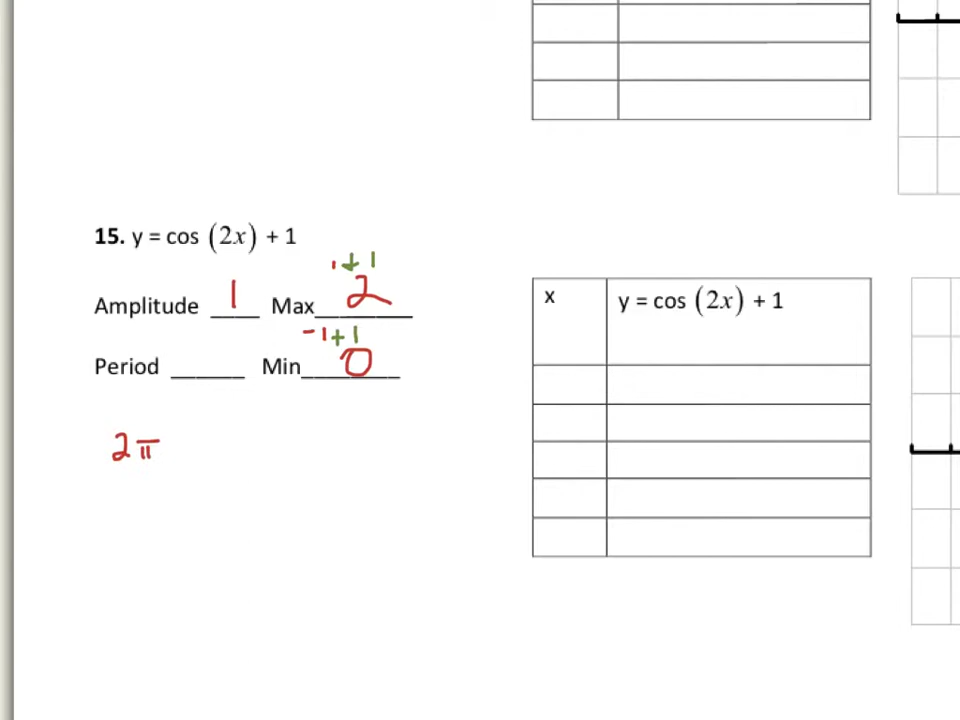 15. y = cos (2x) + 1
1 + 1
Amplitude 1 Max 2
-1 + 1
Period ______ Min 0
2π
x y = cos (2x) + 1